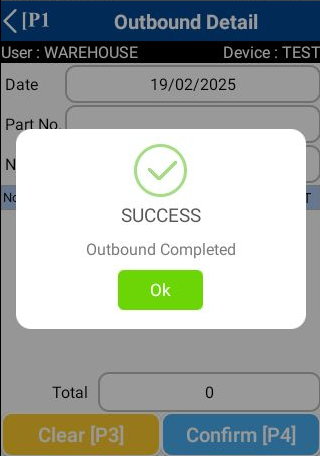 [P1 Outbound Detail
User : WAREHOUSE Device : TEST
Date 19/02/2025
Part No.
SUCCESS
Outbound Completed
Ok
Total 0
Clear [P3] Confirm [P4]